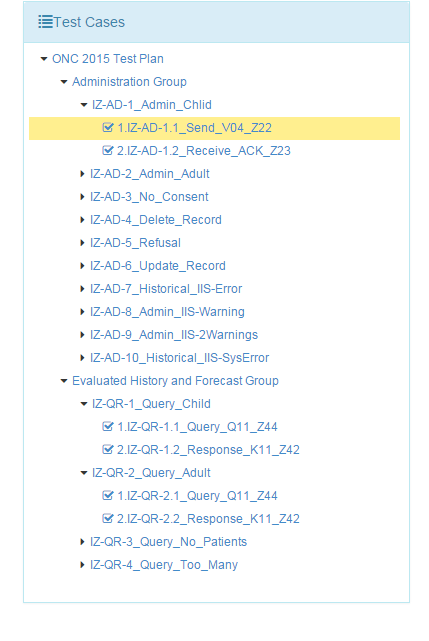 Test Cases
ONC 2015 Test Plan
Administration Group
IZ-AD-1_Admin_Chlid
1.IZ-AD-1.1_Send_V04_Z22
2.IZ-AD-1.2_Receive_ACK_Z23
IZ-AD-2_Admin_Adult
IZ-AD-3_No_Consent
IZ-AD-4_Delete_Record
IZ-AD-5_Refusal
IZ-AD-6_Update_Record
IZ-AD-7_Historical_IIS-Error
IZ-AD-8_Admin_IIS-Warning
IZ-AD-9_Admin_IIS-2Warnings
IZ-AD-10_Historical_IIS-SysError
Evaluated History and Forecast Group
IZ-QR-1_Query_Child
1.IZ-QR-1.1_Query_Q11_Z44
2.IZ-QR-1.2_Response_K11_Z42
IZ-QR-2_Query_Adult
1.IZ-QR-2.1_Query_Q11_Z44
2.IZ-QR-2.2_Response_K11_Z42
IZ-QR-3_Query_No_Patients
IZ-QR-4_Query_Too_Many